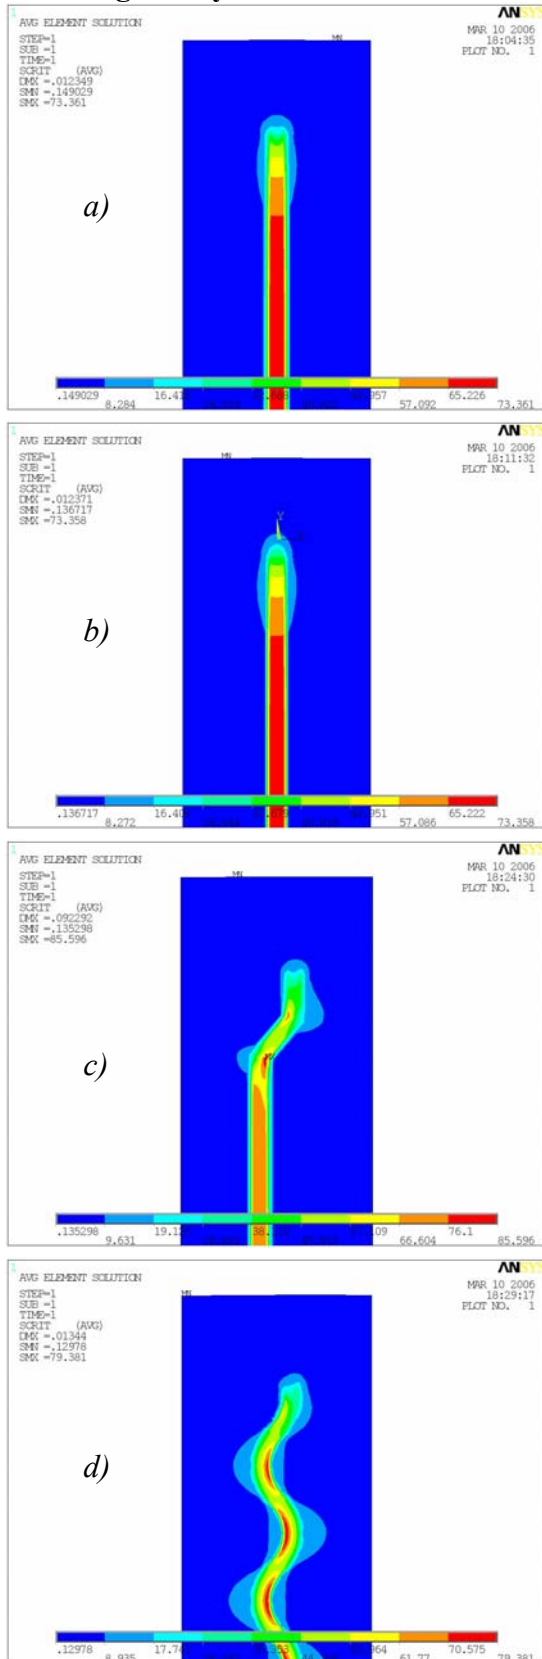 1
AVG ELEMENT SOLUTION
STEP=1
SUB =1
TIME=1
SCRIT (AVG)
DMX =.012349
SMN =.149029
SMX =73.361
ANSYS
MAR 10 2006
18:04:35
PLOT NO. 1
MN
a)
.149029
8.284
57.092
65.226
73.361
1
AVG ELEMENT SOLUTION
STEP=1
SUB =1
TIME=1
SCRIT (AVG)
DMX =.012371
SMN =.136717
SMX =73.358
ANSYS
MAR 10 2006
18:11:32
PLOT NO. 1
MN
Y
b)
.136717
8.272
57.086
65.222
73.358
1
AVG ELEMENT SOLUTION
STEP=1
SUB =1
TIME=1
SCRIT (AVG)
DMX =.092292
SMN =.135298
SMX =85.596
ANSYS
MAR 10 2006
18:24:30
PLOT NO. 1
MN
c)
.135298
9.631
66.604
76.1
85.596
1
AVG ELEMENT SOLUTION
STEP=1
SUB =1
TIME=1
SCRIT (AVG)
DMX =.01344
SMN =.12978
SMX =79.381
ANSYS
MAR 10 2006
18:29:17
PLOT NO. 1
MN
d)
.12978
8.935
61.77
70.575
79.381